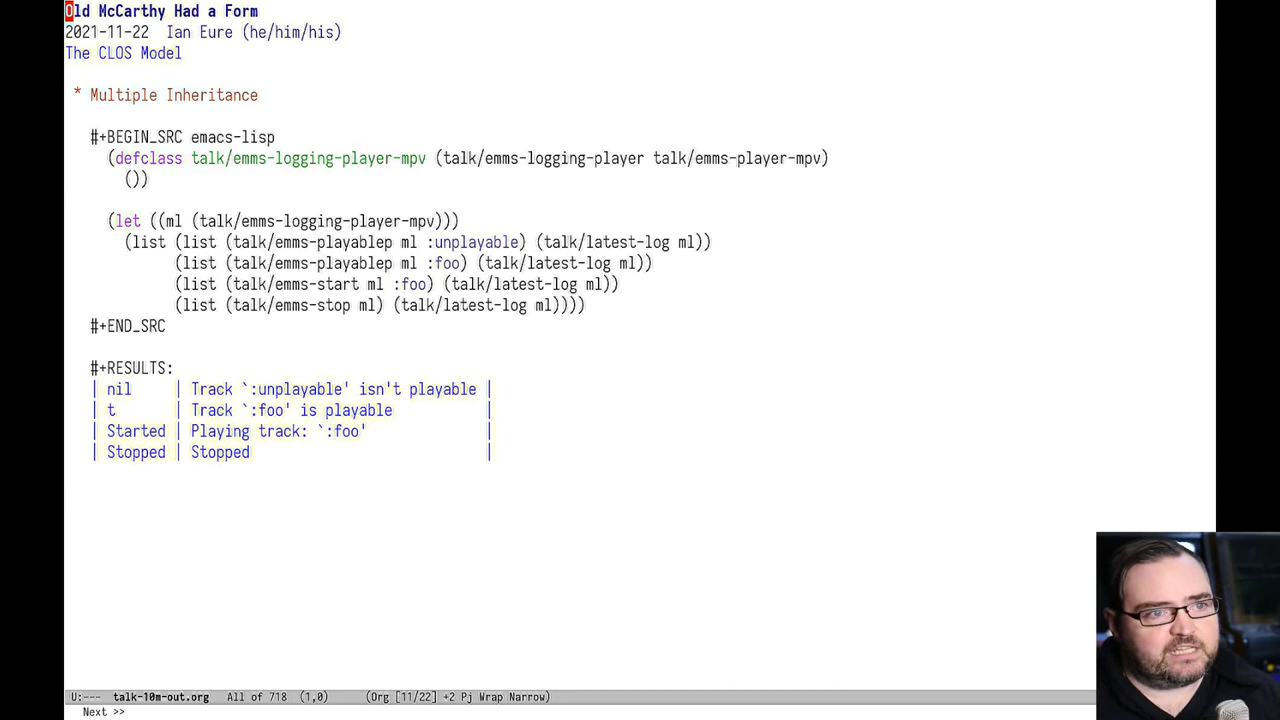 Old McCarthy Had a Form
2021-11-22 Ian Eure (he/him/his)
The CLOS Model
* Multiple Inheritance
#+BEGIN_SRC emacs-lisp
(defclass talk/emms-logging-player-mpv (talk/emms-logging-player talk/emms-player-mpv)
())
(let ((ml (talk/emms-logging-player-mpv)))
(list (list (talk/emms-playablep ml :unplayable) (talk/latest-log ml))
(list (talk/emms-playablep ml :foo) (talk/latest-log ml))
(list (talk/emms-start ml :foo) (talk/latest-log ml))
(list (talk/emms-stop ml) (talk/latest-log ml))))
#+END_SRC
#+RESULTS:
| nil | Track `:unplayable' isn't playable |
| t | Track `:foo' is playable |
| Started | Playing track: `:foo' |
| Stopped | Stopped |
U:--- talk-10m-out.org All of 718 (1,0) (Org [11/22] +2 Pj Wrap Narrow)
Next >>